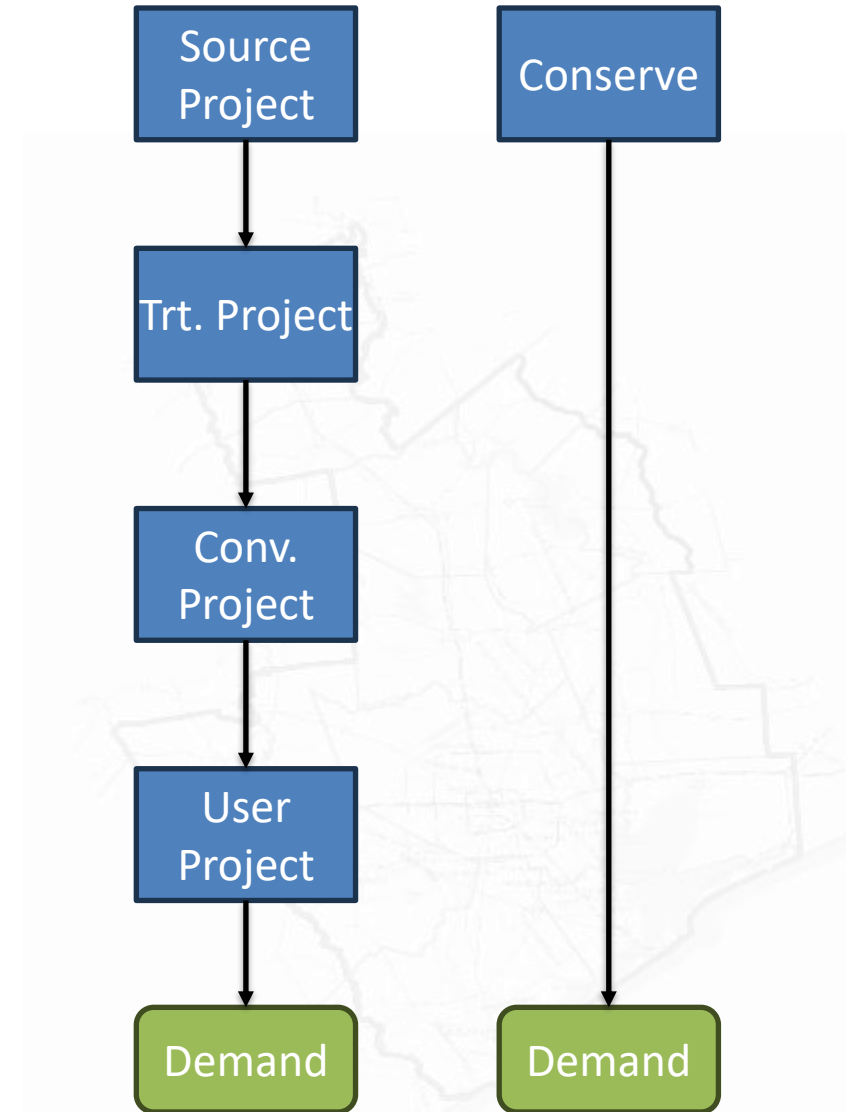 Source
Project
Conserve
Trt. Project
Conv.
Project
User
Project
Demand
Demand